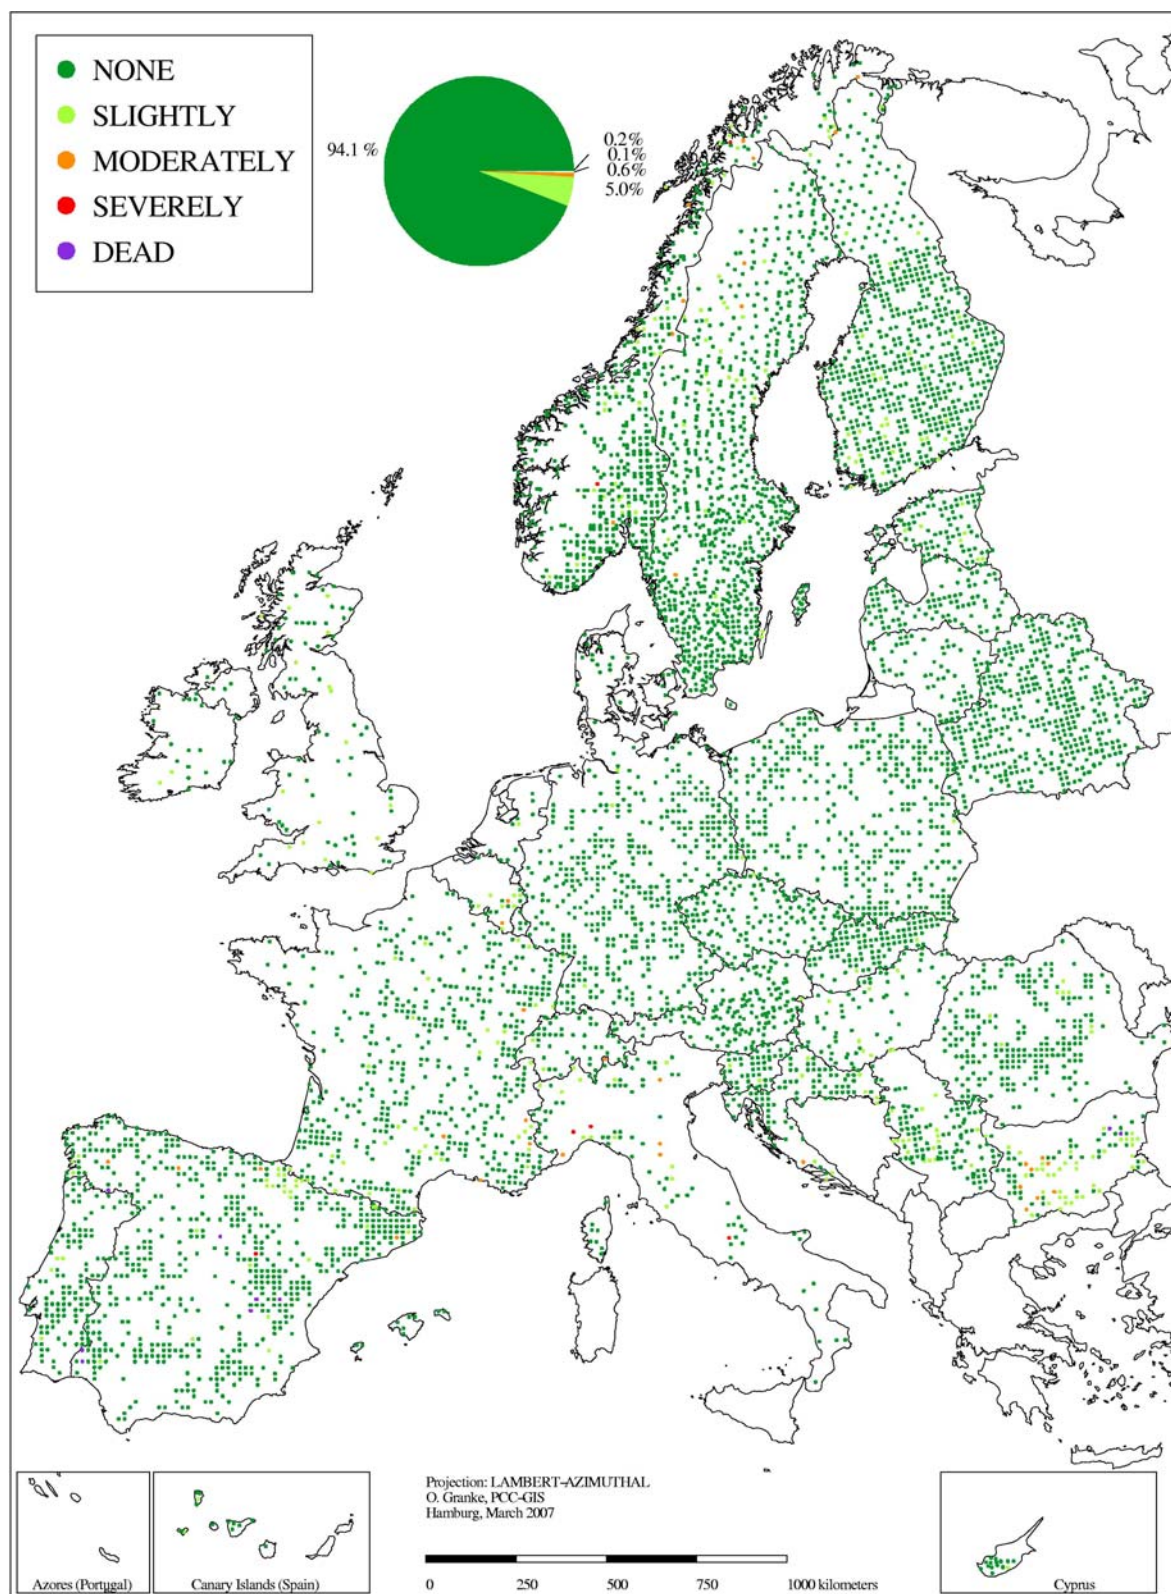 NONE
SLIGHTLY
MODERATELY
SEVERELY
DEAD
94.1 %
0.2%
0.1%
0.6%
5.0%
Projection: LAMBERT-AZIMUTHAL
O. Granke, PCC-GIS
Hamburg, March 2007
0 250 500 750 1000 kilometers
Azores (Portugal)
Canary Islands (Spain)
Cyprus